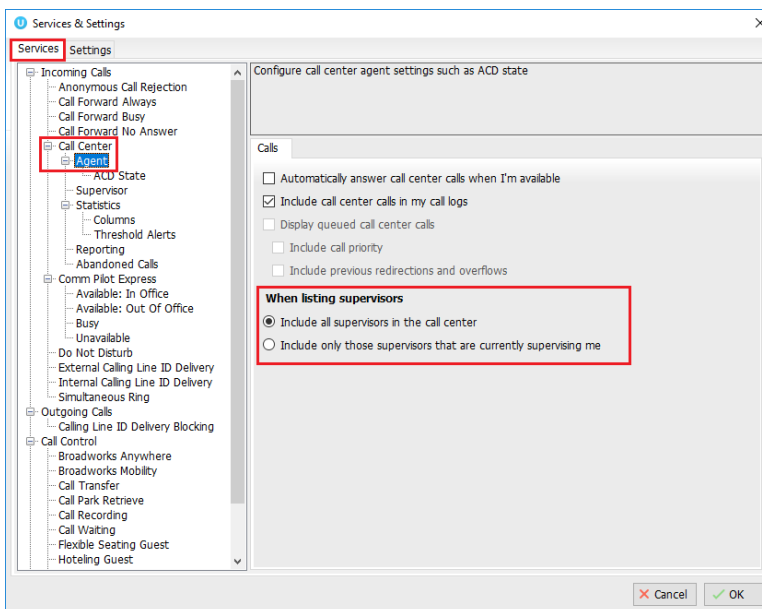 Services & Settings
Services Settings
Incoming Calls
Anonymous Call Rejection
Call Forward Always
Call Forward Busy
Call Forward No Answer
Call Center
Agent
ACD State
Supervisor
Statistics
Columns
Threshold Alerts
Reporting
Abandoned Calls
Comm Pilot Express
Available: In Office
Available: Out Of Office
Busy
Unavailable
Do Not Disturb
External Calling Line ID Delivery
Internal Calling Line ID Delivery
Simultaneous Ring
Outgoing Calls
Calling Line ID Delivery Blocking
Call Control
Broadworks Anywhere
Broadworks Mobility
Call Transfer
Call Park Retrieve
Call Recording
Call Waiting
Flexible Seating Guest
Hoteling Guest
Configure call center agent settings such as ACD state
Calls
Automatically answer call center calls when I'm available
Include call center calls in my call logs
Display queued call center calls
Include call priority
Include previous redirections and overflows
When listing supervisors
Include all supervisors in the call center
Include only those supervisors that are currently supervising me
Cancel OK